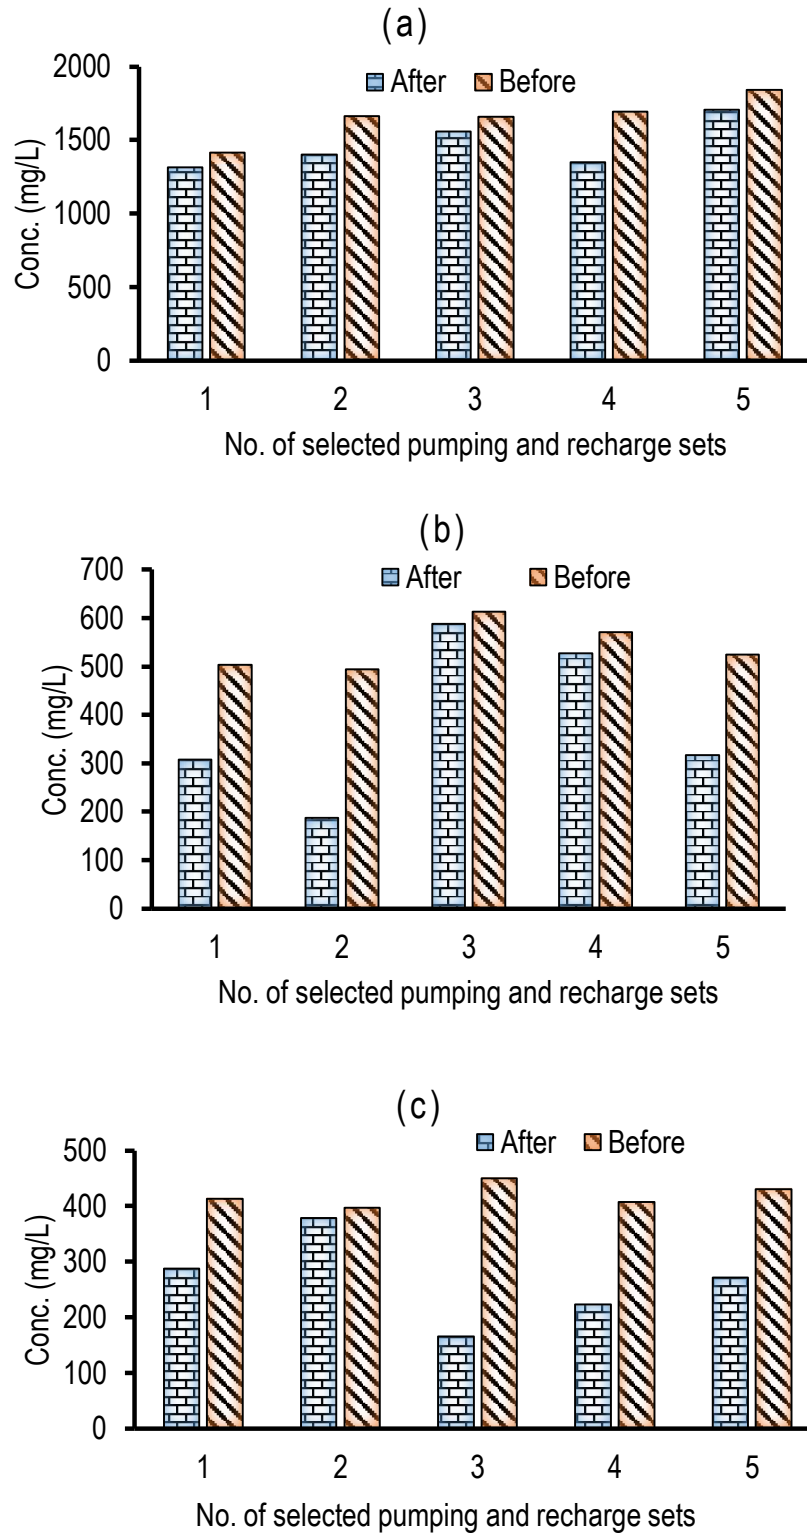 (a)
After Before
Conc. (mg/L)
2000
1500
1000
500
0
1 2 3 4 5
No. of selected pumping and recharge sets
(b)
After Before
Conc. (mg/L)
700
600
500
400
300
200
100
0
1 2 3 4 5
No. of selected pumping and recharge sets
(c)
After Before
Conc. (mg/L)
500
400
300
200
100
0
1 2 3 4 5
No. of selected pumping and recharge sets